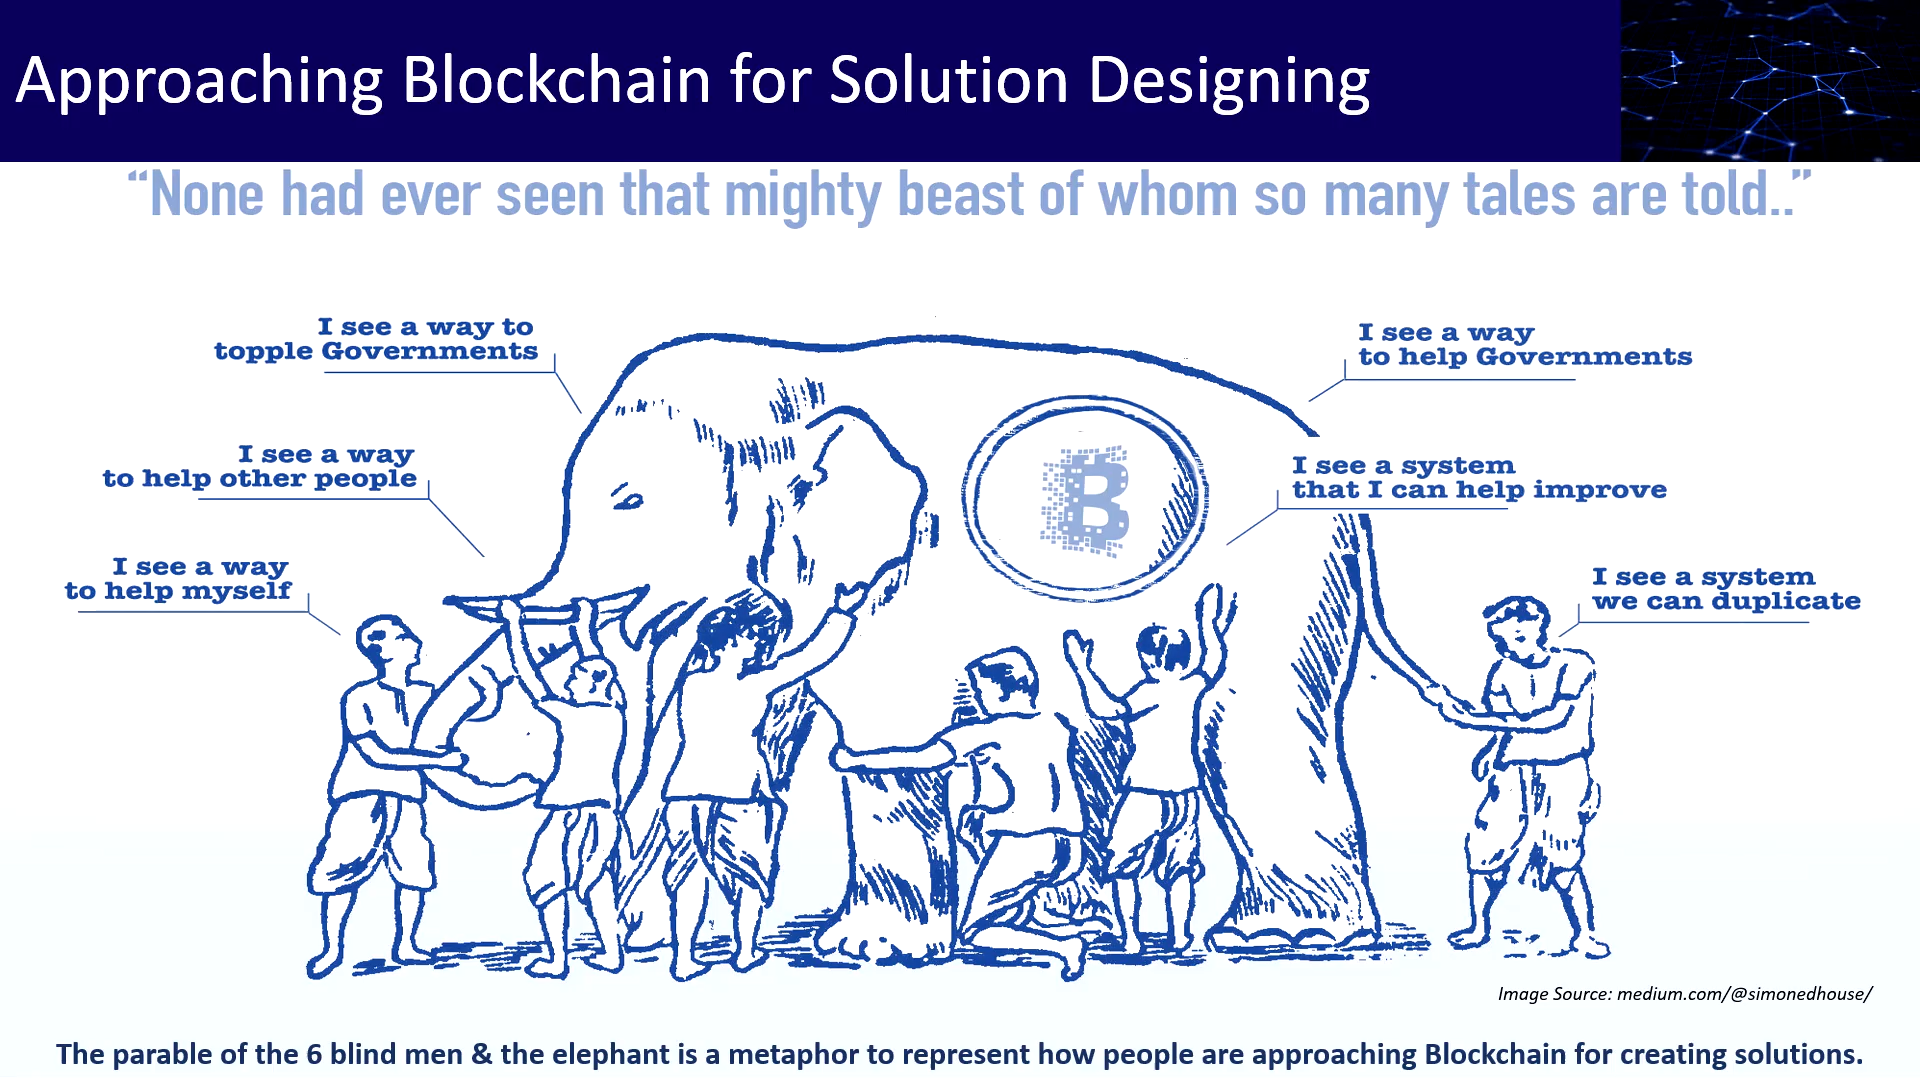 Approaching Blockchain for Solution Designing
“None had ever seen that mighty beast of whom so many tales are told..”
I see a way to
topple Governments
I see a way
to help Governments
I see a way
to help other people
I see a system
that I can help improve
I see a way
to help myself
I see a system
we can duplicate
B
Image Source: medium.com/@simonedhouse/
The parable of the 6 blind men & the elephant is a metaphor to represent how people are approaching Blockchain for creating solutions.